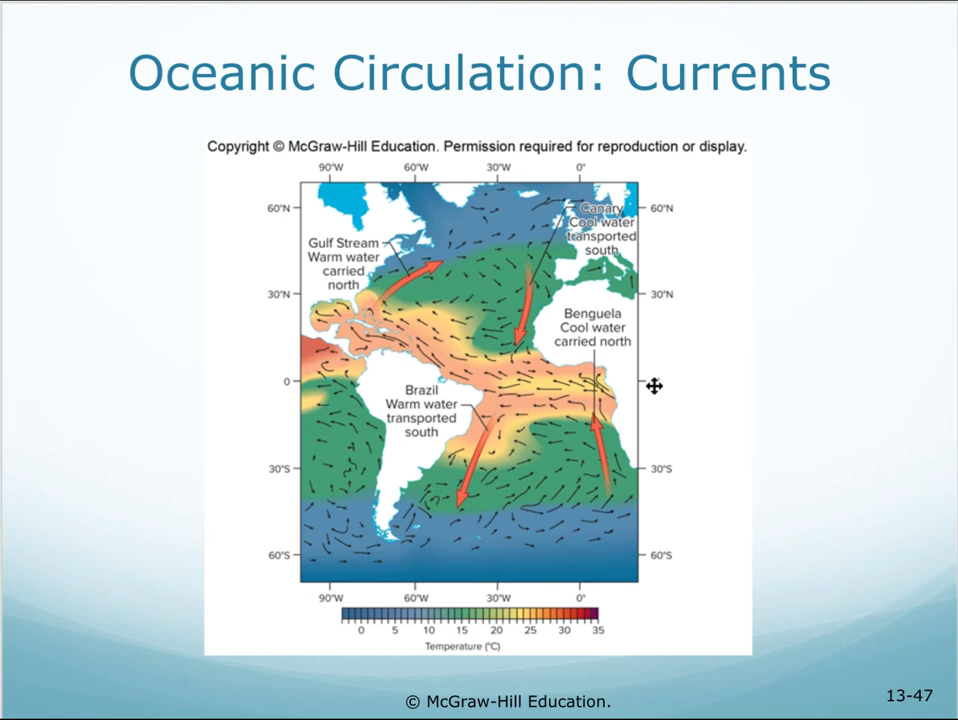 Oceanic Circulation: Currents
Copyright © McGraw-Hill Education. Permission required for reproduction or display.
90°W 60°W 30°W 0°
60°N 60°N
Canary
Cool water
transported
south
Gulf Stream
Warm water
carried
north
30°N 30°N
Benguela
Cool water
carried north
0
Brazil
Warm water
transported
south
30°S 30°S
60°S 60°S
90°W 60°W 30°W 0°
0 5 10 15 20 25 30 35
Temperature (°C)
© McGraw-Hill Education.
13-47